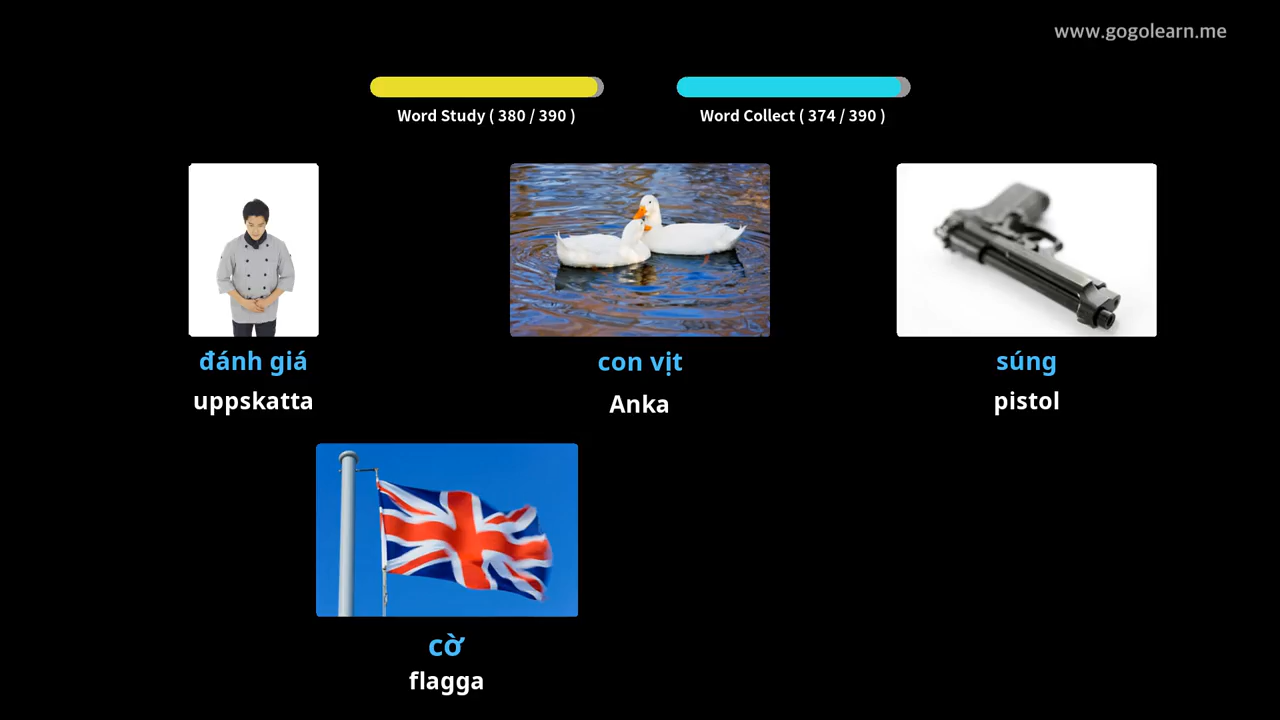 www.gogolearn.me
Word Study ( 380 / 390 )
Word Collect ( 374 / 390 )
đánh giá
uppskatta
con vịt
Anka
súng
pistol
cờ
flagga